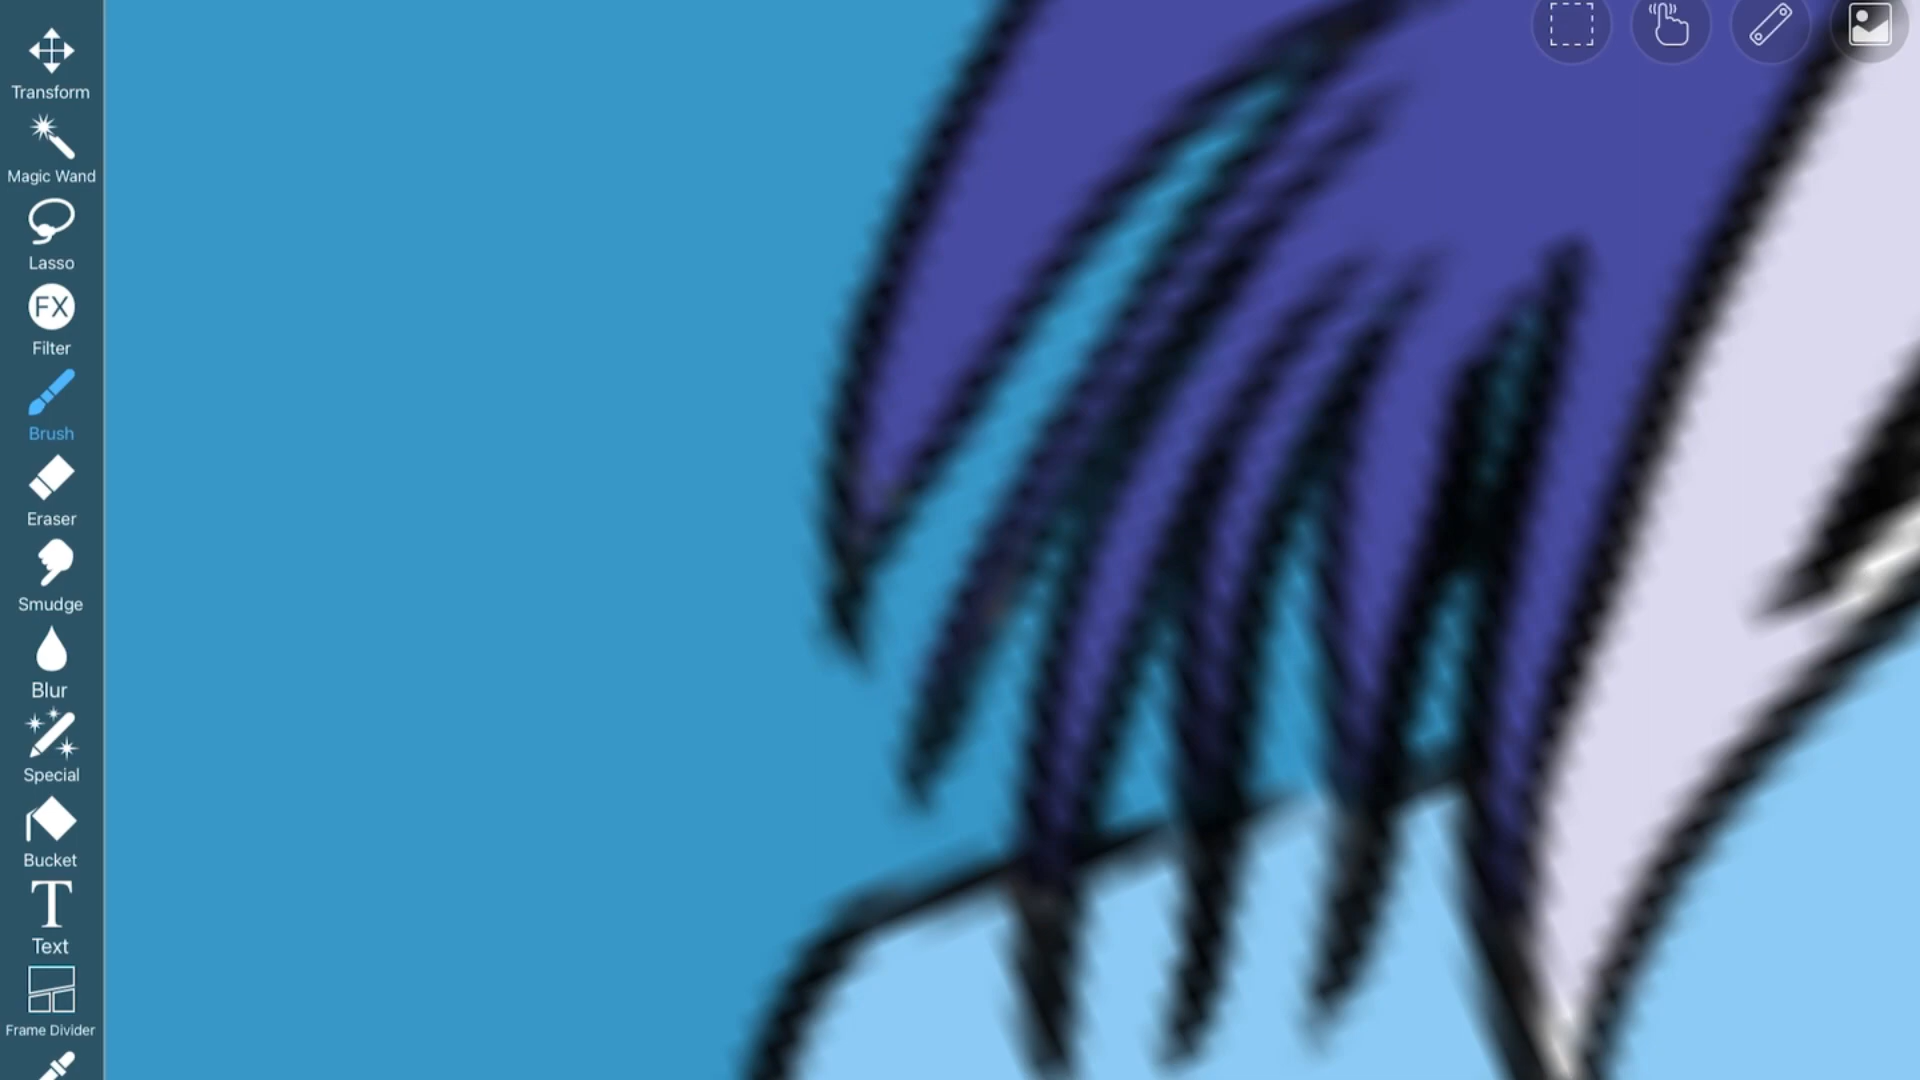 Transform
Magic Wand
Lasso
FX
Filter
Brush
Eraser
Smudge
Blur
Special
Bucket
T
Text
Frame Divider